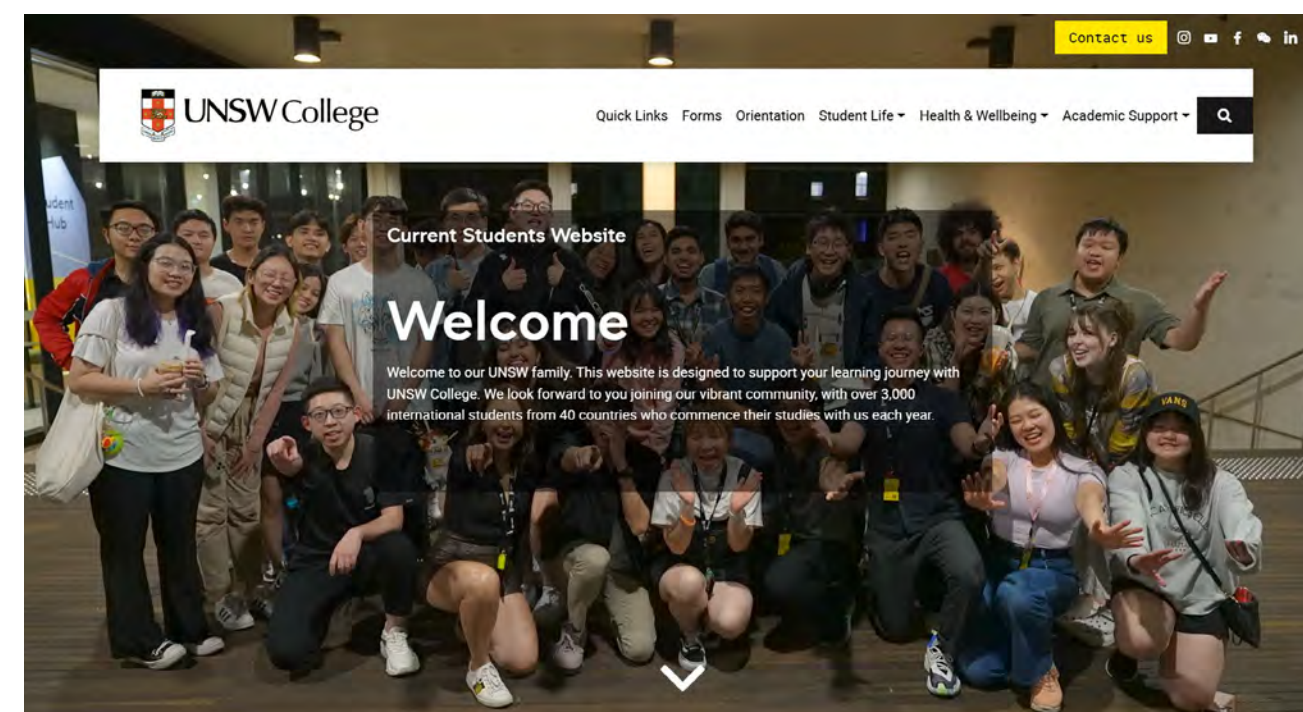 Contact us
UNSW College
Quick Links Forms Orientation Student Life Health & Wellbeing Academic Support
udent
Hub
Current Students Website
Welcome
Welcome to our UNSW family. This website is designed to support your learning journey with
UNSW College. We look forward to you joining our vibrant community, with over 3,000
international students from 40 countries who commence their studies with us each year.
VANS